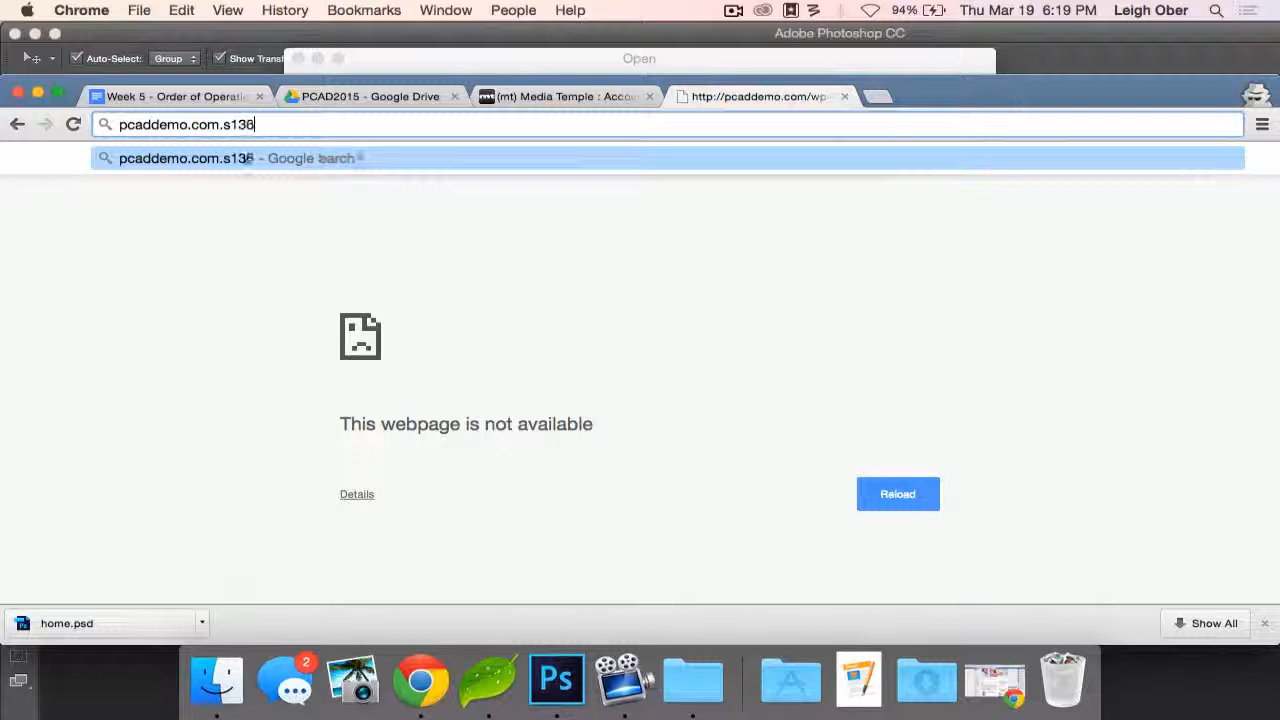 Chrome File Edit View History Bookmarks Window People Help 94% Thu Mar 19 6:19 PM Leigh Ober
Adobe Photoshop CC
Auto-Select: Group Show Transf
Open
Week 5 - Order of Operati PCAD2015 - Google Drive (mt) Media Temple : Accou http://pcaddemo.com/wp-
pcaddemo.com.s136
pcaddemo.com.s136 - Google
This webpage is not available
Details Reload
home.psd Show All
2
Ps